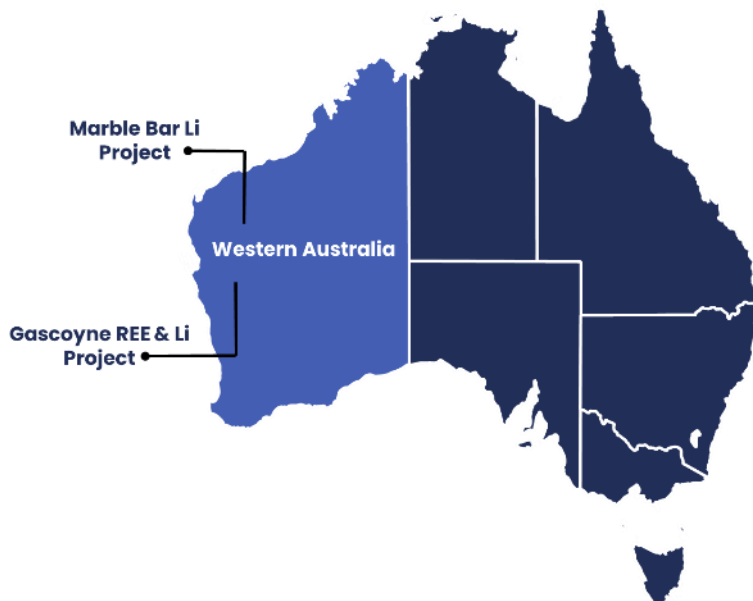 Marble Bar Li
Project
Western Australia
Gascoyne REE & Li
Project